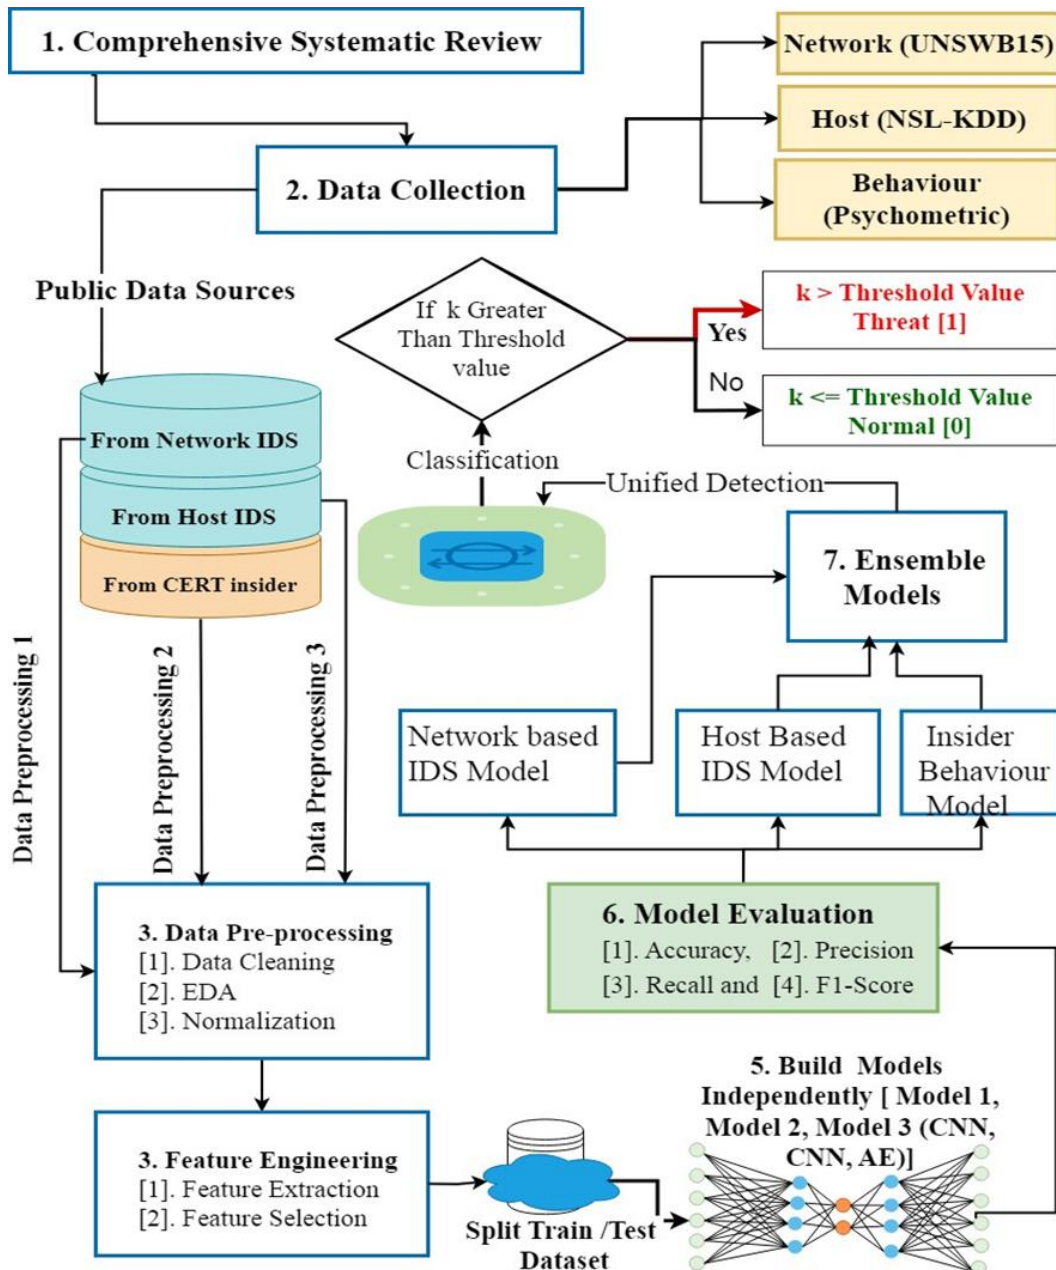 1. Comprehensive Systematic Review
Network (UNSWB15)
Host (NSL-KDD)
Behaviour
(Psychometric)
2. Data Collection
Public Data Sources
If k Greater
Than Threshold
value
Yes
No
k > Threshold Value
Threat [1]
k <= Threshold Value
Normal [0]
From Network IDS
From Host IDS
From CERT insider
Classification
Unified Detection
7. Ensemble
Models
Data Preprocessing 1
Data Preprocessing 2
Data Preprocessing 3
Network based
IDS Model
Host Based
IDS Model
Insider
Behaviour
Model
3. Data Pre-processing
[1]. Data Cleaning
[2]. EDA
[3]. Normalization
6. Model Evaluation
[1]. Accuracy, [2]. Precision
[3]. Recall and [4]. F1-Score
3. Feature Engineering
[1]. Feature Extraction
[2]. Feature Selection
Split Train /Test
Dataset
5. Build Models
Independently [ Model 1,
Model 2, Model 3 (CNN,
CNN, AE)]